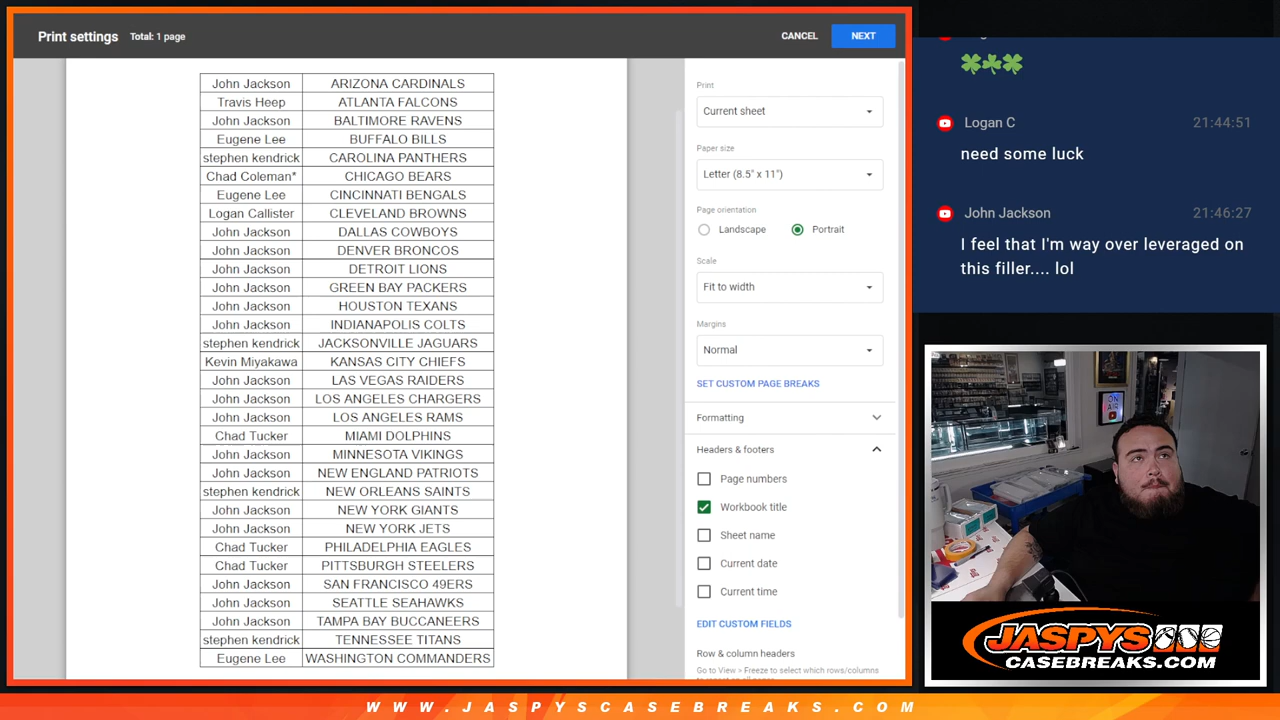 Print settings Total: 1 page CANCEL NEXT
John Jackson ARIZONA CARDINALS
Travis Heep ATLANTA FALCONS
John Jackson BALTIMORE RAVENS
Eugene Lee BUFFALO BILLS
stephen kendrick CAROLINA PANTHERS
Chad Coleman* CHICAGO BEARS
Eugene Lee CINCINNATI BENGALS
Logan Callister CLEVELAND BROWNS
John Jackson DALLAS COWBOYS
John Jackson DENVER BRONCOS
John Jackson DETROIT LIONS
John Jackson GREEN BAY PACKERS
John Jackson HOUSTON TEXANS
John Jackson INDIANAPOLIS COLTS
stephen kendrick JACKSONVILLE JAGUARS
Kevin Miyakawa KANSAS CITY CHIEFS
John Jackson LAS VEGAS RAIDERS
John Jackson LOS ANGELES CHARGERS
John Jackson LOS ANGELES RAMS
Chad Tucker MIAMI DOLPHINS
John Jackson MINNESOTA VIKINGS
John Jackson NEW ENGLAND PATRIOTS
stephen kendrick NEW ORLEANS SAINTS
John Jackson NEW YORK GIANTS
John Jackson NEW YORK JETS
Chad Tucker PHILADELPHIA EAGLES
Chad Tucker PITTSBURGH STEELERS
John Jackson SAN FRANCISCO 49ERS
John Jackson SEATTLE SEAHAWKS
John Jackson TAMPA BAY BUCCANEERS
stephen kendrick TENNESSEE TITANS
Eugene Lee WASHINGTON COMMANDERS
Print
Current sheet
Paper size
Letter (8.5" x 11")
Page orientation
Landscape Portrait
Scale
Fit to width
Margins
Normal
SET CUSTOM PAGE BREAKS
Formatting
Headers & footers
Page numbers
Workbook title
Sheet name
Current date
Current time
EDIT CUSTOM FIELDS
Row & column headers
Go to View > Freeze to select which rows/columns
Logan C 21:44:51
need some luck
John Jackson 21:46:27
I feel that I'm way over leveraged on
this filler.... lol
ON
AIR
JASPYS
CASEBREAKS.COM
WWW.JASPYSCASEBREAKS.COM